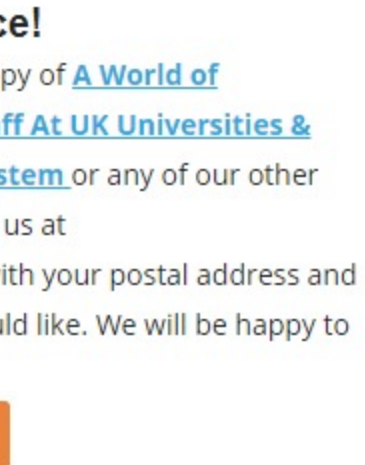 ce!
py of A World of
ff At UK Universities &
stem or any of our other
us at
ith your postal address and
uld like. We will be happy to